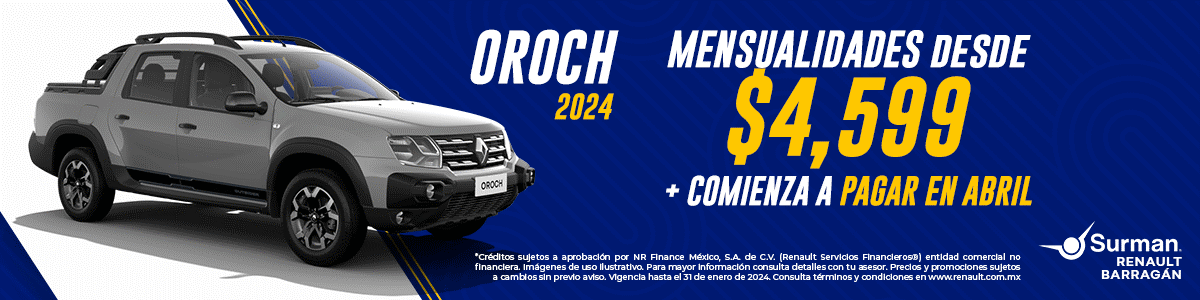 OROCH
2024
MENSUALIDADES DESDE
$4,599
+ COMIENZA A PAGAR EN ABRIL
OROCH
*Créditos sujetos a aprobación por NR Finance México, S.A. de C.V. (Renault Servicios Financieros®) entidad comercial no
financiera. Imágenes de uso ilustrativo. Para mayor información consulta detalles con tu asesor. Precios y promociones sujetos
a cambios sin previo aviso. Vigencia hasta el 31 de enero de 2024. Consulta términos y condiciones en www.renault.com.mx
Surman.
RENAULT
BARRAGÁN